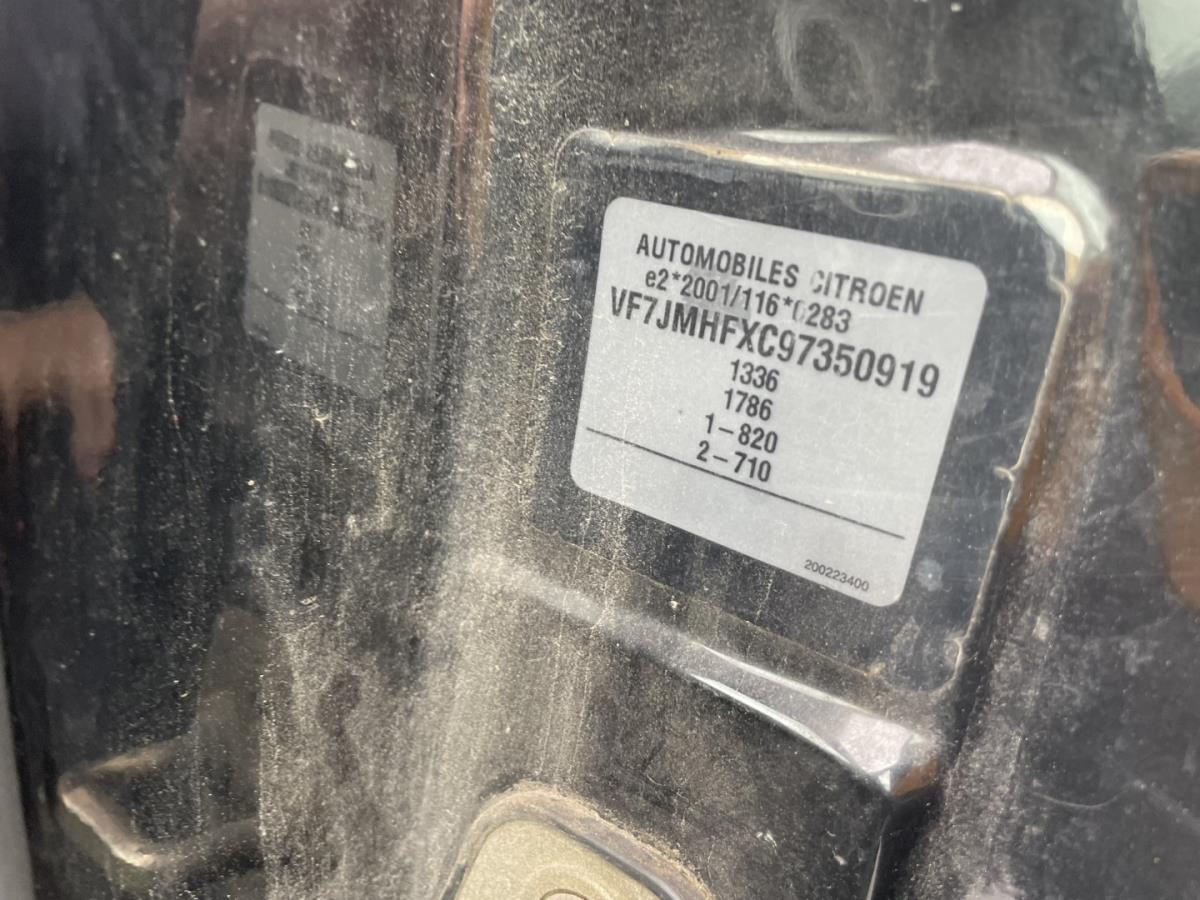 AUTOMOBILES CITROEN
e2*2001/116*0283
VF7JMHFXC97350919
1336
1786
1–820
2–710
200223400